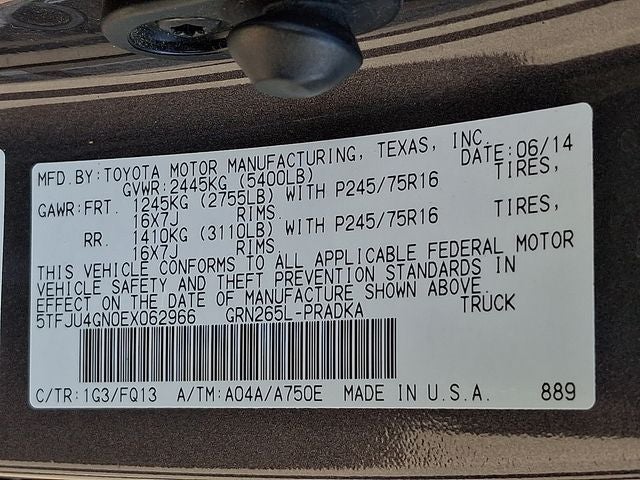 MFD.BY:TOYOTA MOTOR MANUFACTURING, TEXAS, INC. DATE:06/14
GVWR:2445KG (5400LB)
GAWR:FRT. 1245KG (2755LB) WITH P245/75R16 TIRES,
16X7J RIMS.
RR. 1410KG (3110LB) WITH P245/75R16 TIRES,
16X7J RIMS.
THIS VEHICLE CONFORMS TO ALL APPLICABLE FEDERAL MOTOR
VEHICLE SAFETY AND THEFT PREVENTION STANDARDS IN
EFFECT ON THE DATE OF MANUFACTURE SHOWN ABOVE.
5TFJU4GN0EX062966 GRN265L-PRADKA TRUCK
C/TR:1G3/FQ13 A/TM:A04A/A750E MADE IN U.S.A. 889